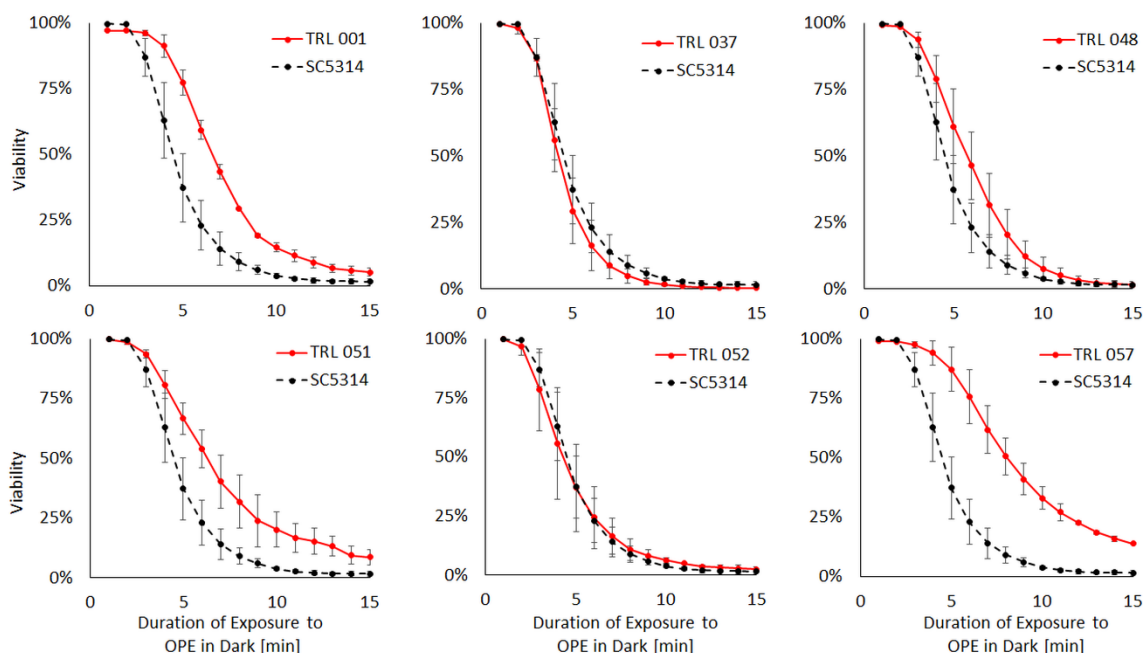 100%
75%
50%
25%
0%
Viability
TRL 001
SC5314
0
5
10
15
100%
75%
50%
25%
0%
TRL 037
SC5314
0
5
10
15
100%
75%
50%
25%
0%
TRL 048
SC5314
0
5
10
15
100%
75%
50%
25%
0%
Viability
TRL 051
SC5314
0
5
10
15
Duration of Exposure to
OPE in Dark [min]
100%
75%
50%
25%
0%
TRL 052
SC5314
0
5
10
15
Duration of Exposure to
OPE in Dark [min]
100%
75%
50%
25%
0%
TRL 057
SC5314
0
5
10
15
Duration of Exposure to
OPE in Dark [min]